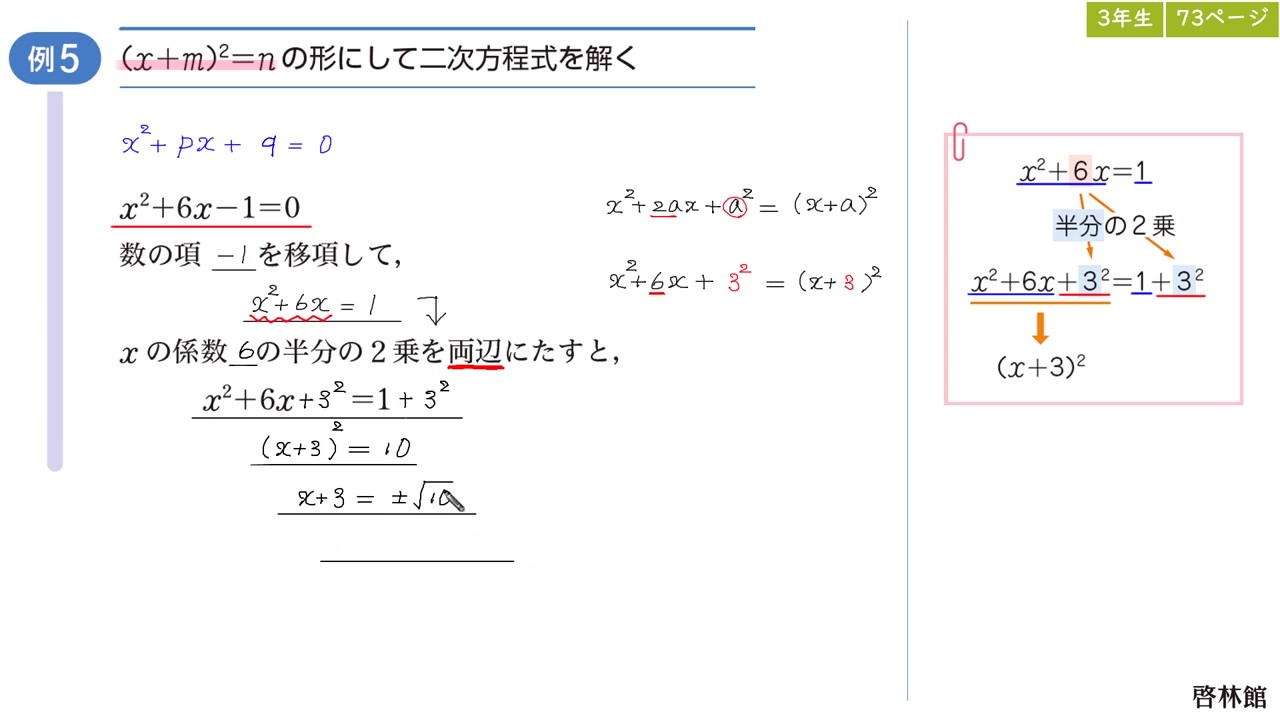 3年生 73ページ
例5 (x+m)²=nの形にして二次方程式を解く
x²+px+q=0
x²+6x−1=0
数の項 −1 を移項して,
x²+6x=1
xの係数 6 の半分の2乗を両辺にたすと,
x²+6x+3²=1+3²
(x+3)²=10
x+3=±√10
x²+2ax+a²=(x+a)²
x²+6x+3²=(x+3)²
x²+6x=1
半分の2乗
x²+6x+3²=1+3²
(x+3)²
啓林館